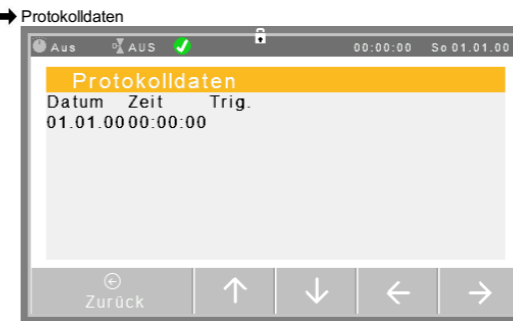 Protokolldaten
Aus AUS 00:00:00 So 01.01.00
Protokolldaten
Datum Zeit Trig.
01.01.00 00:00:00
Zurück